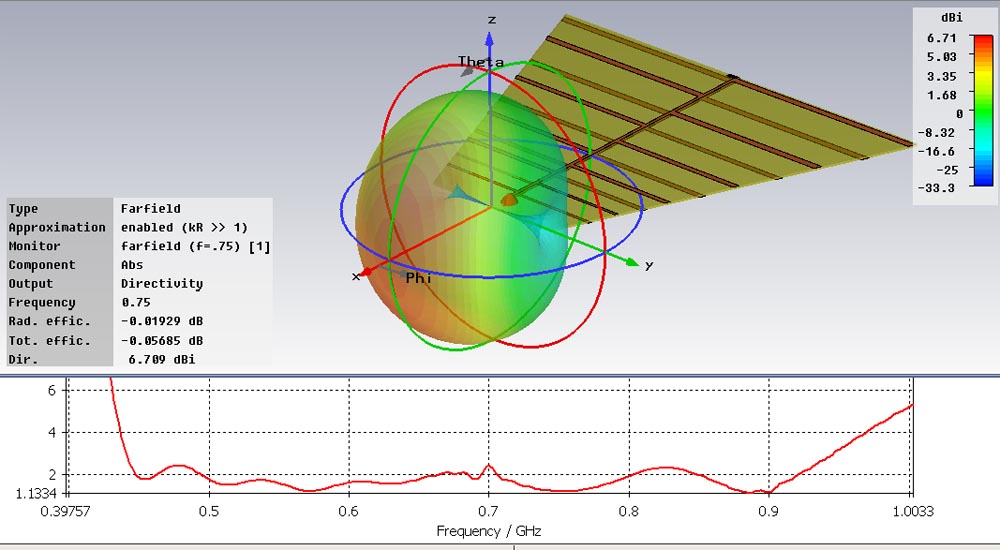 z
Theta
y
x
Phi
dBi
6.71
5.03
3.35
1.68
0
-8.32
-16.6
-25
-33.3
Type Farfield
Approximation enabled (kR >> 1)
Monitor farfield (f=.75) [1]
Component Abs
Output Directivity
Frequency 0.75
Rad. effic. -0.01929 dB
Tot. effic. -0.05685 dB
Dir. 6.709 dBi
6
4
2
1.1334
0.39757 0.5 0.6 0.7 0.8 0.9 1.0033
Frequency / GHz